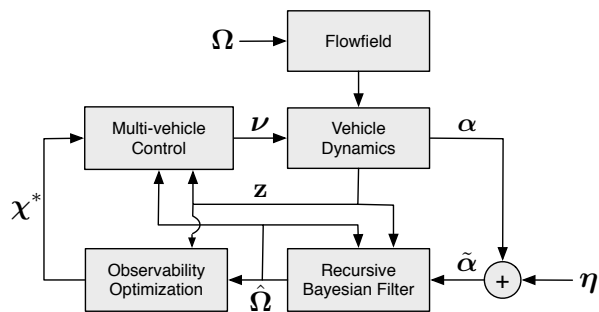 Ω
Flowfield
Multi-vehicle
Control
ν
Vehicle
Dynamics
α
z
χ*
Observability
Optimization
Ω̂
Recursive
Bayesian Filter
α̃
+
η